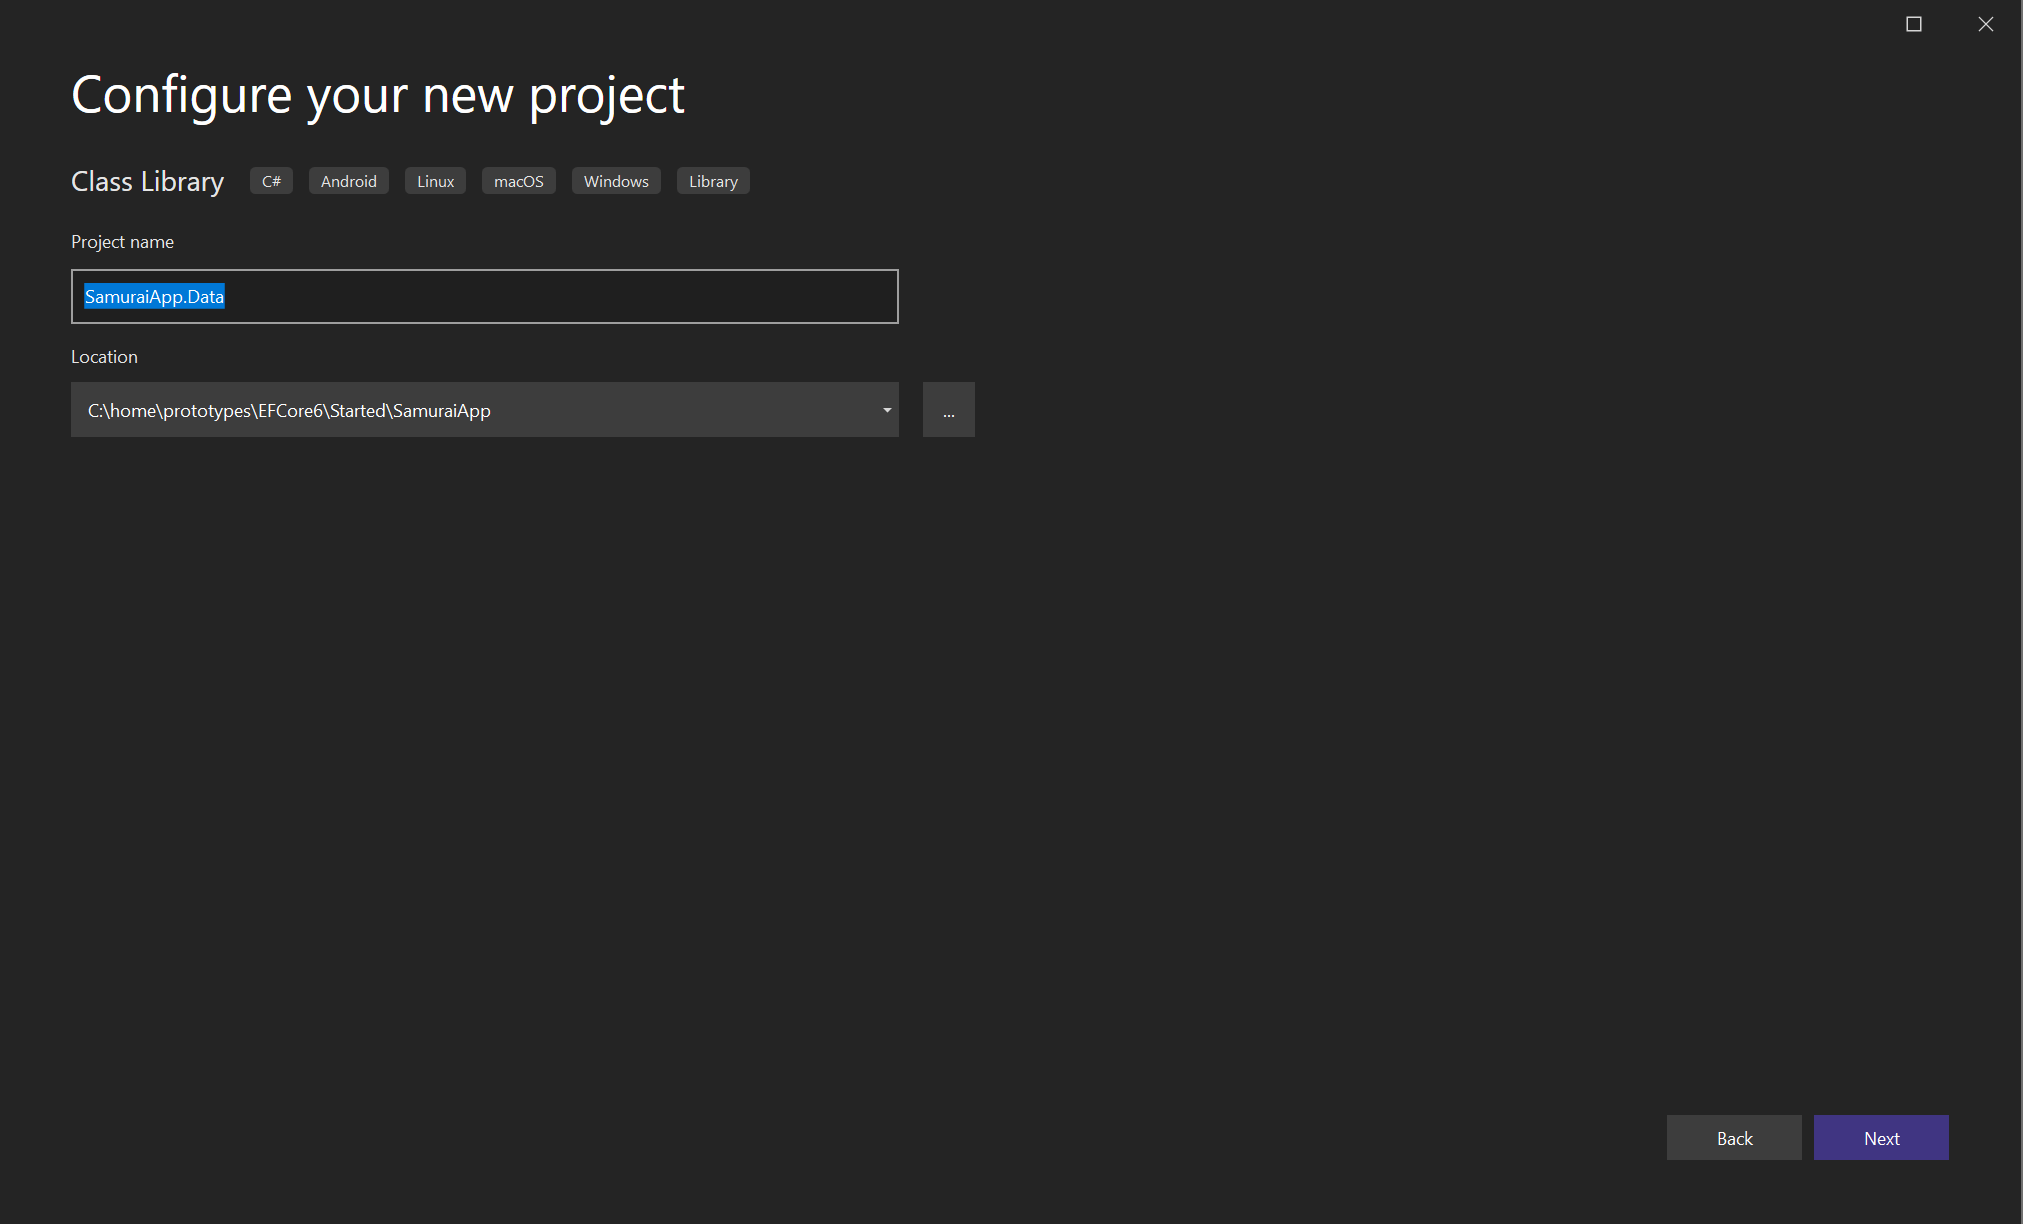 Configure your new project
Class Library C# Android Linux macOS Windows Library
Project name
SamuraiApp.Data
Location
C:\home\prototypes\EFCore6\Started\SamuraiApp ...
Back Next